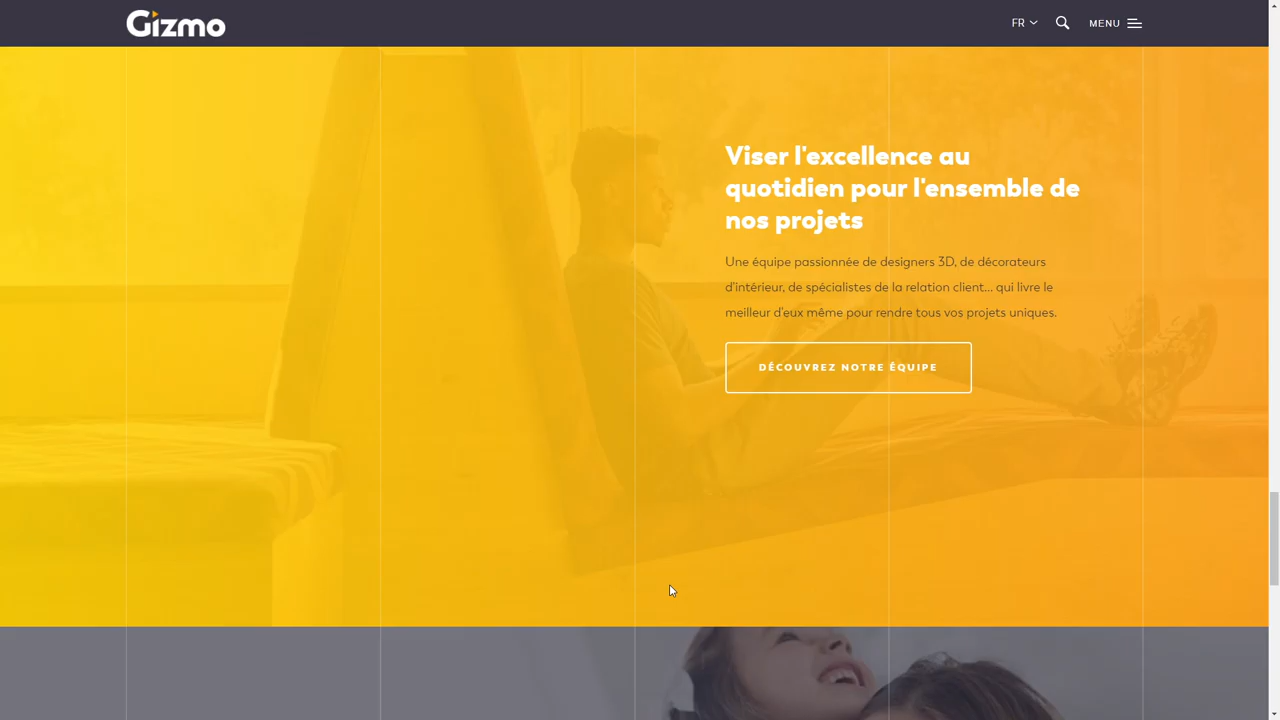 Gizmo
FR
MENU
Viser l'excellence au
quotidien pour l'ensemble de
nos projets
Une équipe passionnée de designers 3D, de décorateurs
d'intérieur, de spécialistes de la relation client... qui livre le
meilleur d'eux même pour rendre tous vos projets uniques.
DÉCOUVREZ NOTRE ÉQUIPE